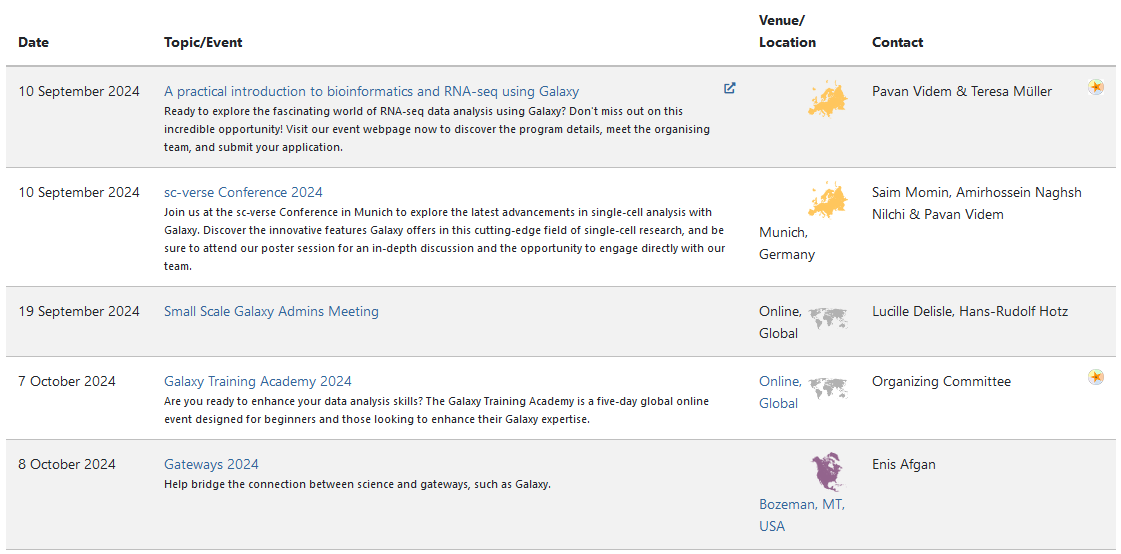 Date Topic/Event Venue/ Location Contact
10 September 2024 A practical introduction to bioinformatics and RNA-seq using Galaxy Pavan Videm & Teresa Müller
Ready to explore the fascinating world of RNA-seq data analysis using Galaxy? Don't miss out on this
incredible opportunity! Visit our event webpage now to discover the program details, meet the organising
team, and submit your application.
10 September 2024 sc-verse Conference 2024 Saim Momin, Amirhossein Naghsh
Join us at the sc-verse Conference in Munich to explore the latest advancements in single-cell analysis with Nilchi & Pavan Videm
Galaxy. Discover the innovative features Galaxy offers in this cutting-edge field of single-cell research, and be Munich,
sure to attend our poster session for an in-depth discussion and the opportunity to engage directly with our Germany
team.
19 September 2024 Small Scale Galaxy Admins Meeting Online, Lucille Delisle, Hans-Rudolf Hotz
Global
7 October 2024 Galaxy Training Academy 2024 Online, Organizing Committee
Are you ready to enhance your data analysis skills? The Galaxy Training Academy is a five-day global online Global
event designed for beginners and those looking to enhance their Galaxy expertise.
8 October 2024 Gateways 2024 Enis Afgan
Help bridge the connection between science and gateways, such as Galaxy.
Bozeman, MT,
USA